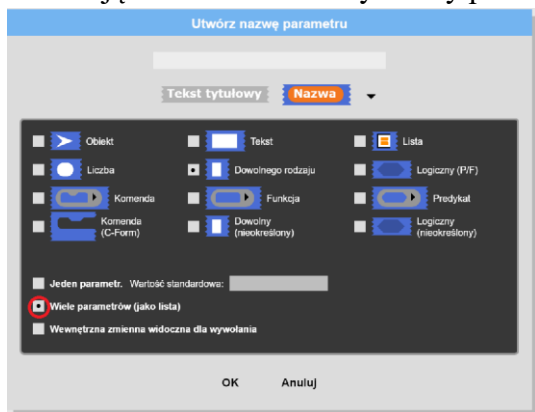 Utwórz nazwę parametru
Tekst tytułowy Nazwa
Obiekt Tekst Lista
Liczba Dowolnego rodzaju Logiczny (P/F)
Komenda Funkcja Predykat
Komenda (C-Form) Dowolny (nieokreślony) Logiczny (nieokreślony)
Jeden parametr. Wartość standardowa:
Wiele parametrów (jako lista)
Wewnętrzna zmienna widoczna dla wywołania
OK Anuluj